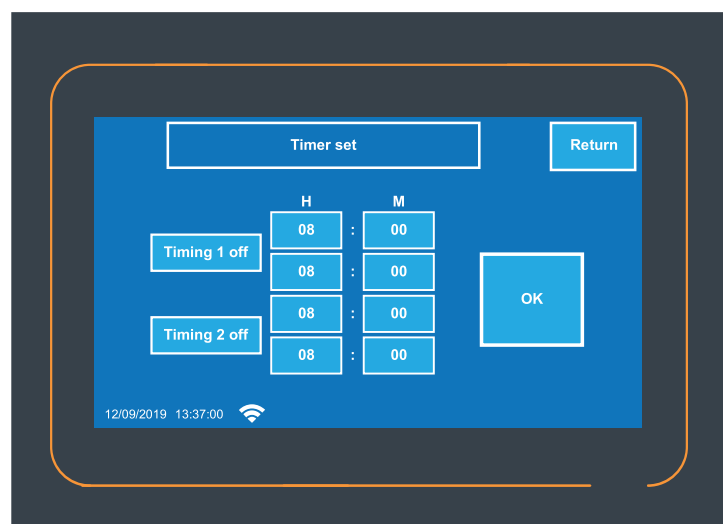 Timer set
Return
H M
08 : 00
Timing 1 off
08 : 00
08 : 00
Timing 2 off
08 : 00
OK
12/09/2019 13:37:00